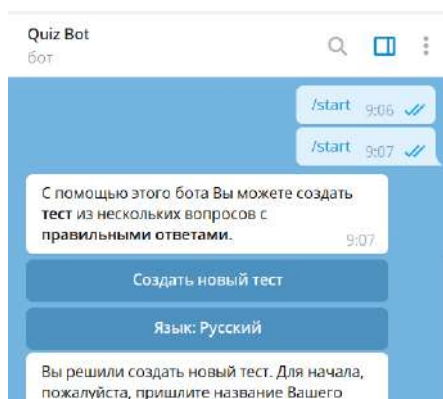 Quiz Bot
бот
/start 9:06
/start 9:07
С помощью этого бота Вы можете создать
тест из нескольких вопросов с
правильными ответами.
9:07
Создать новый тест
Язык: Русский
Вы решили создать новый тест. Для начала,
пожалуйста, пришлите название Вашего